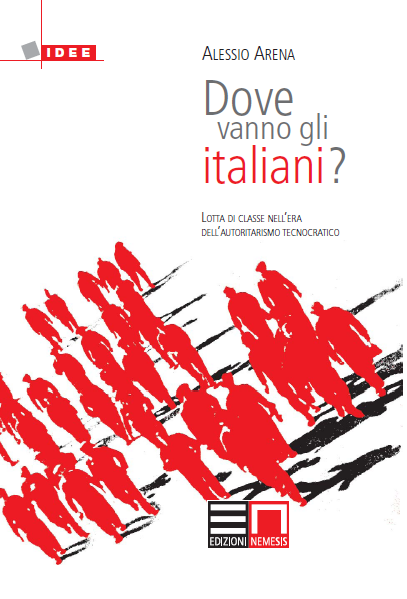 IDEE
ALESSIO ARENA
Dove
vanno gli
italiani?
LOTTA DI CLASSE NELL'ERA
DELL'AUTORITARISMO TECNOCRATICO
EDIZIONI NEMESIS